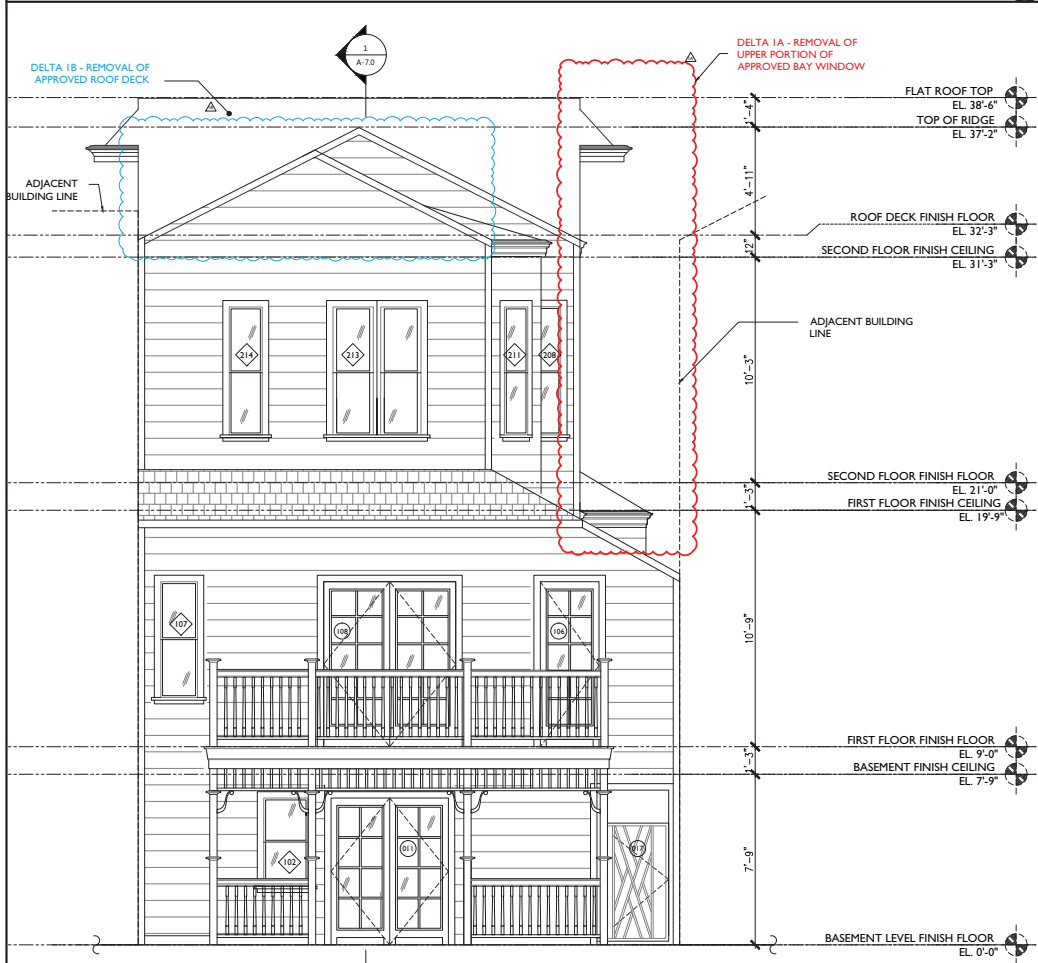 DELTA 1B - REMOVAL OF
APPROVED ROOF DECK
1
A-7.0
DELTA 1A - REMOVAL OF
UPPER PORTION OF
APPROVED BAY WINDOW
FLAT ROOF TOP
EL. 38'-6"
1'-4"
TOP OF RIDGE
EL. 37'-2"
ADJACENT
BUILDING LINE
4'-11"
ROOF DECK FINISH FLOOR
EL. 32'-3"
12"
SECOND FLOOR FINISH CEILING
EL. 31'-3"
ADJACENT BUILDING
LINE
214
213
211
208
10'-3"
SECOND FLOOR FINISH FLOOR
EL. 21'-0"
1'-3"
FIRST FLOOR FINISH CEILING
EL. 19'-9"
107
108
106
10'-9"
FIRST FLOOR FINISH FLOOR
EL. 9'-0"
1'-3"
BASEMENT FINISH CEILING
EL. 7'-9"
102
011
017
7'-9"
BASEMENT LEVEL FINISH FLOOR
EL. 0'-0"